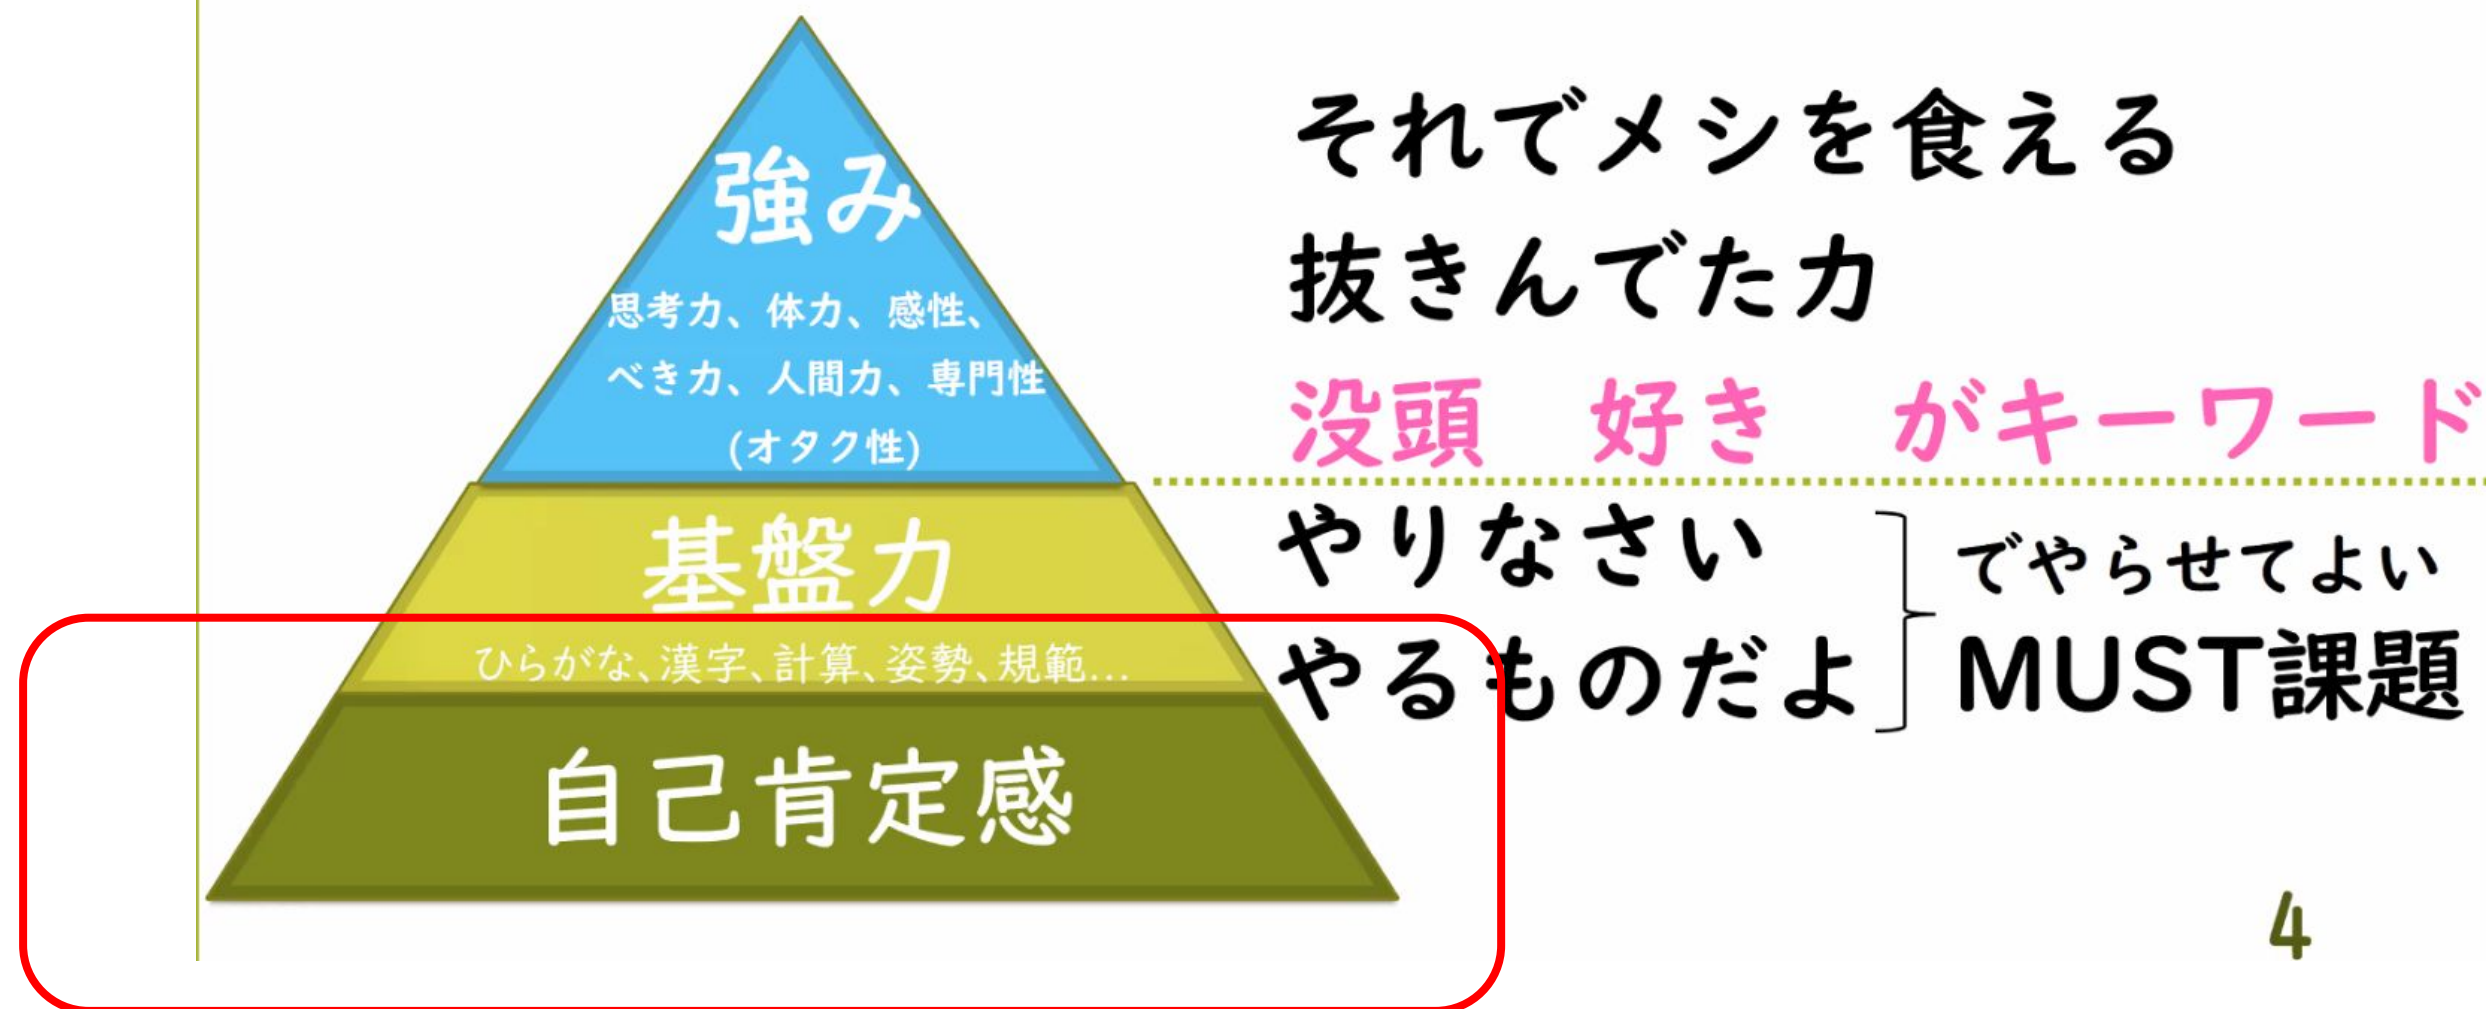 強み
思考力、体力、感性、
べき力、人間力、専門性
(オタク性)
それでメシを食える
抜きんでた力
没頭　好き　がキーワード
基盤力
ひらがな、漢字、計算、姿勢、規範…
やりなさい
やるものだよ
でやらせてよい
MUST課題
自己肯定感
4